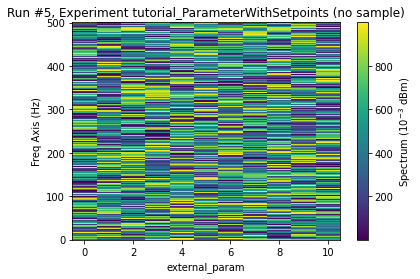 Run #5, Experiment tutorial_ParameterWithSetpoints (no sample)
500
400
300
200
100
0
Freq Axis (Hz)
0 2 4 6 8 10
external_param
800
600
400
200
Spectrum (10⁻³ dBm)